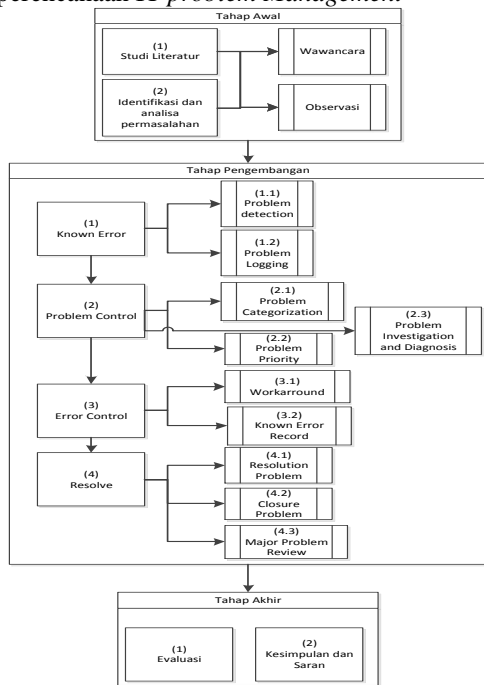 perencanaan IT problem Management
Tahap Awal
(1)
Studi Literatur
Wawancara
(2)
Identifikasi dan
analisa
permasalahan
Observasi
Tahap Pengembangan
(1)
Known Error
(1.1)
Problem
detection
(1.2)
Problem
Logging
(2)
Problem Control
(2.1)
Problem
Categorization
(2.2)
Problem
Priority
(2.3)
Problem
Investigation
and Diagnosis
(3)
Error Control
(3.1)
Workarround
(3.2)
Known Error
Record
(4)
Resolve
(4.1)
Resolution
Problem
(4.2)
Closure
Problem
(4.3)
Major Problem
Review
Tahap Akhir
(1)
Evaluasi
(2)
Kesimpulan dan
Saran